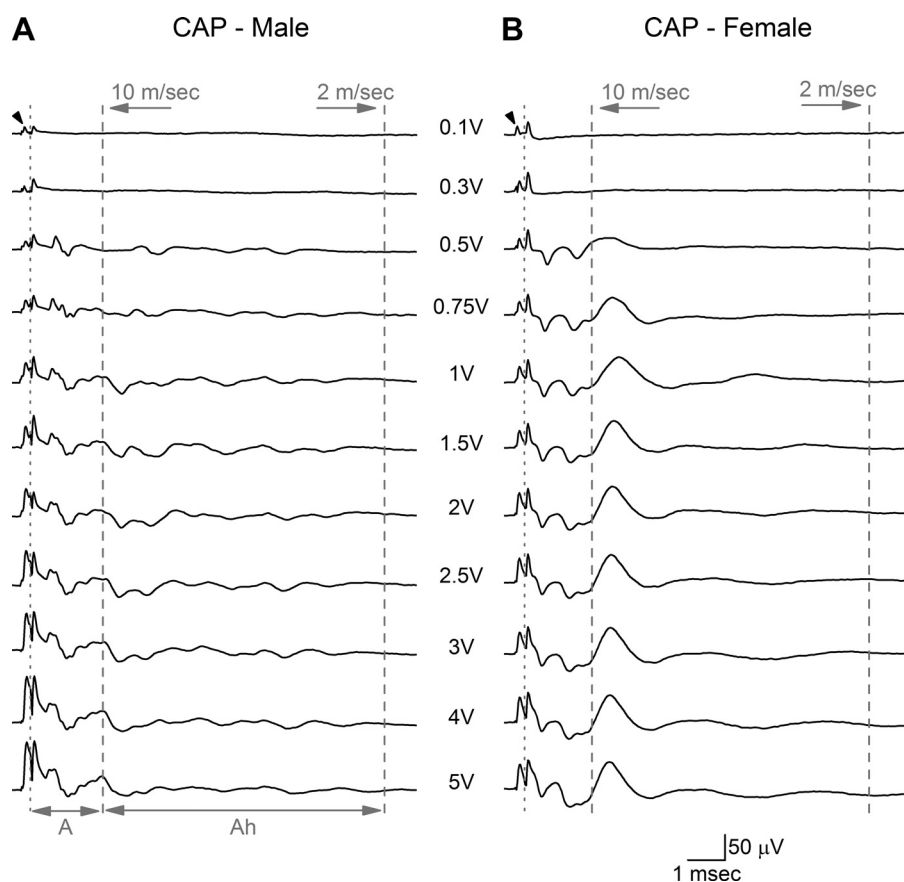 A CAP - Male B CAP - Female
10 m/sec 2 m/sec 10 m/sec 2 m/sec
0.1V
0.3V
0.5V
0.75V
1V
1.5V
2V
2.5V
3V
4V
5V
A Ah
50 μV
1 msec